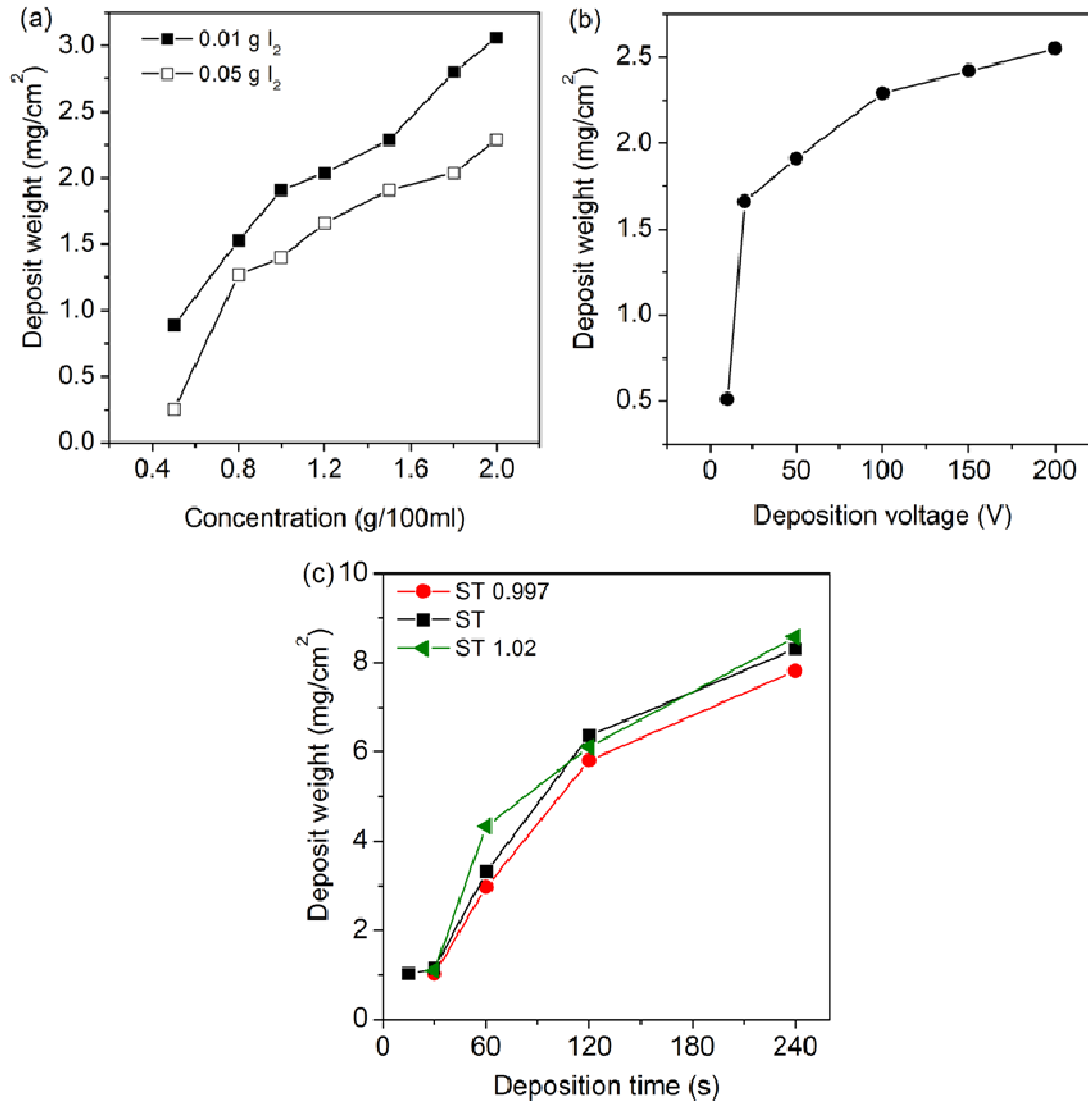 (a)
0.01 g I₂
0.05 g I₂
3.0
2.5
2.0
1.5
1.0
0.5
0.0
Deposit weight (mg/cm²)
0.4 0.8 1.2 1.6 2.0
Concentration (g/100ml)
(b)
2.5
2.0
1.5
1.0
0.5
Deposit weight (mg/cm²)
0 50 100 150 200
Deposition voltage (V)
(c)
ST 0.997
ST
ST 1.02
10
8
6
4
2
0
Deposit weight (mg/cm²)
60 120 180 240
Deposition time (s)